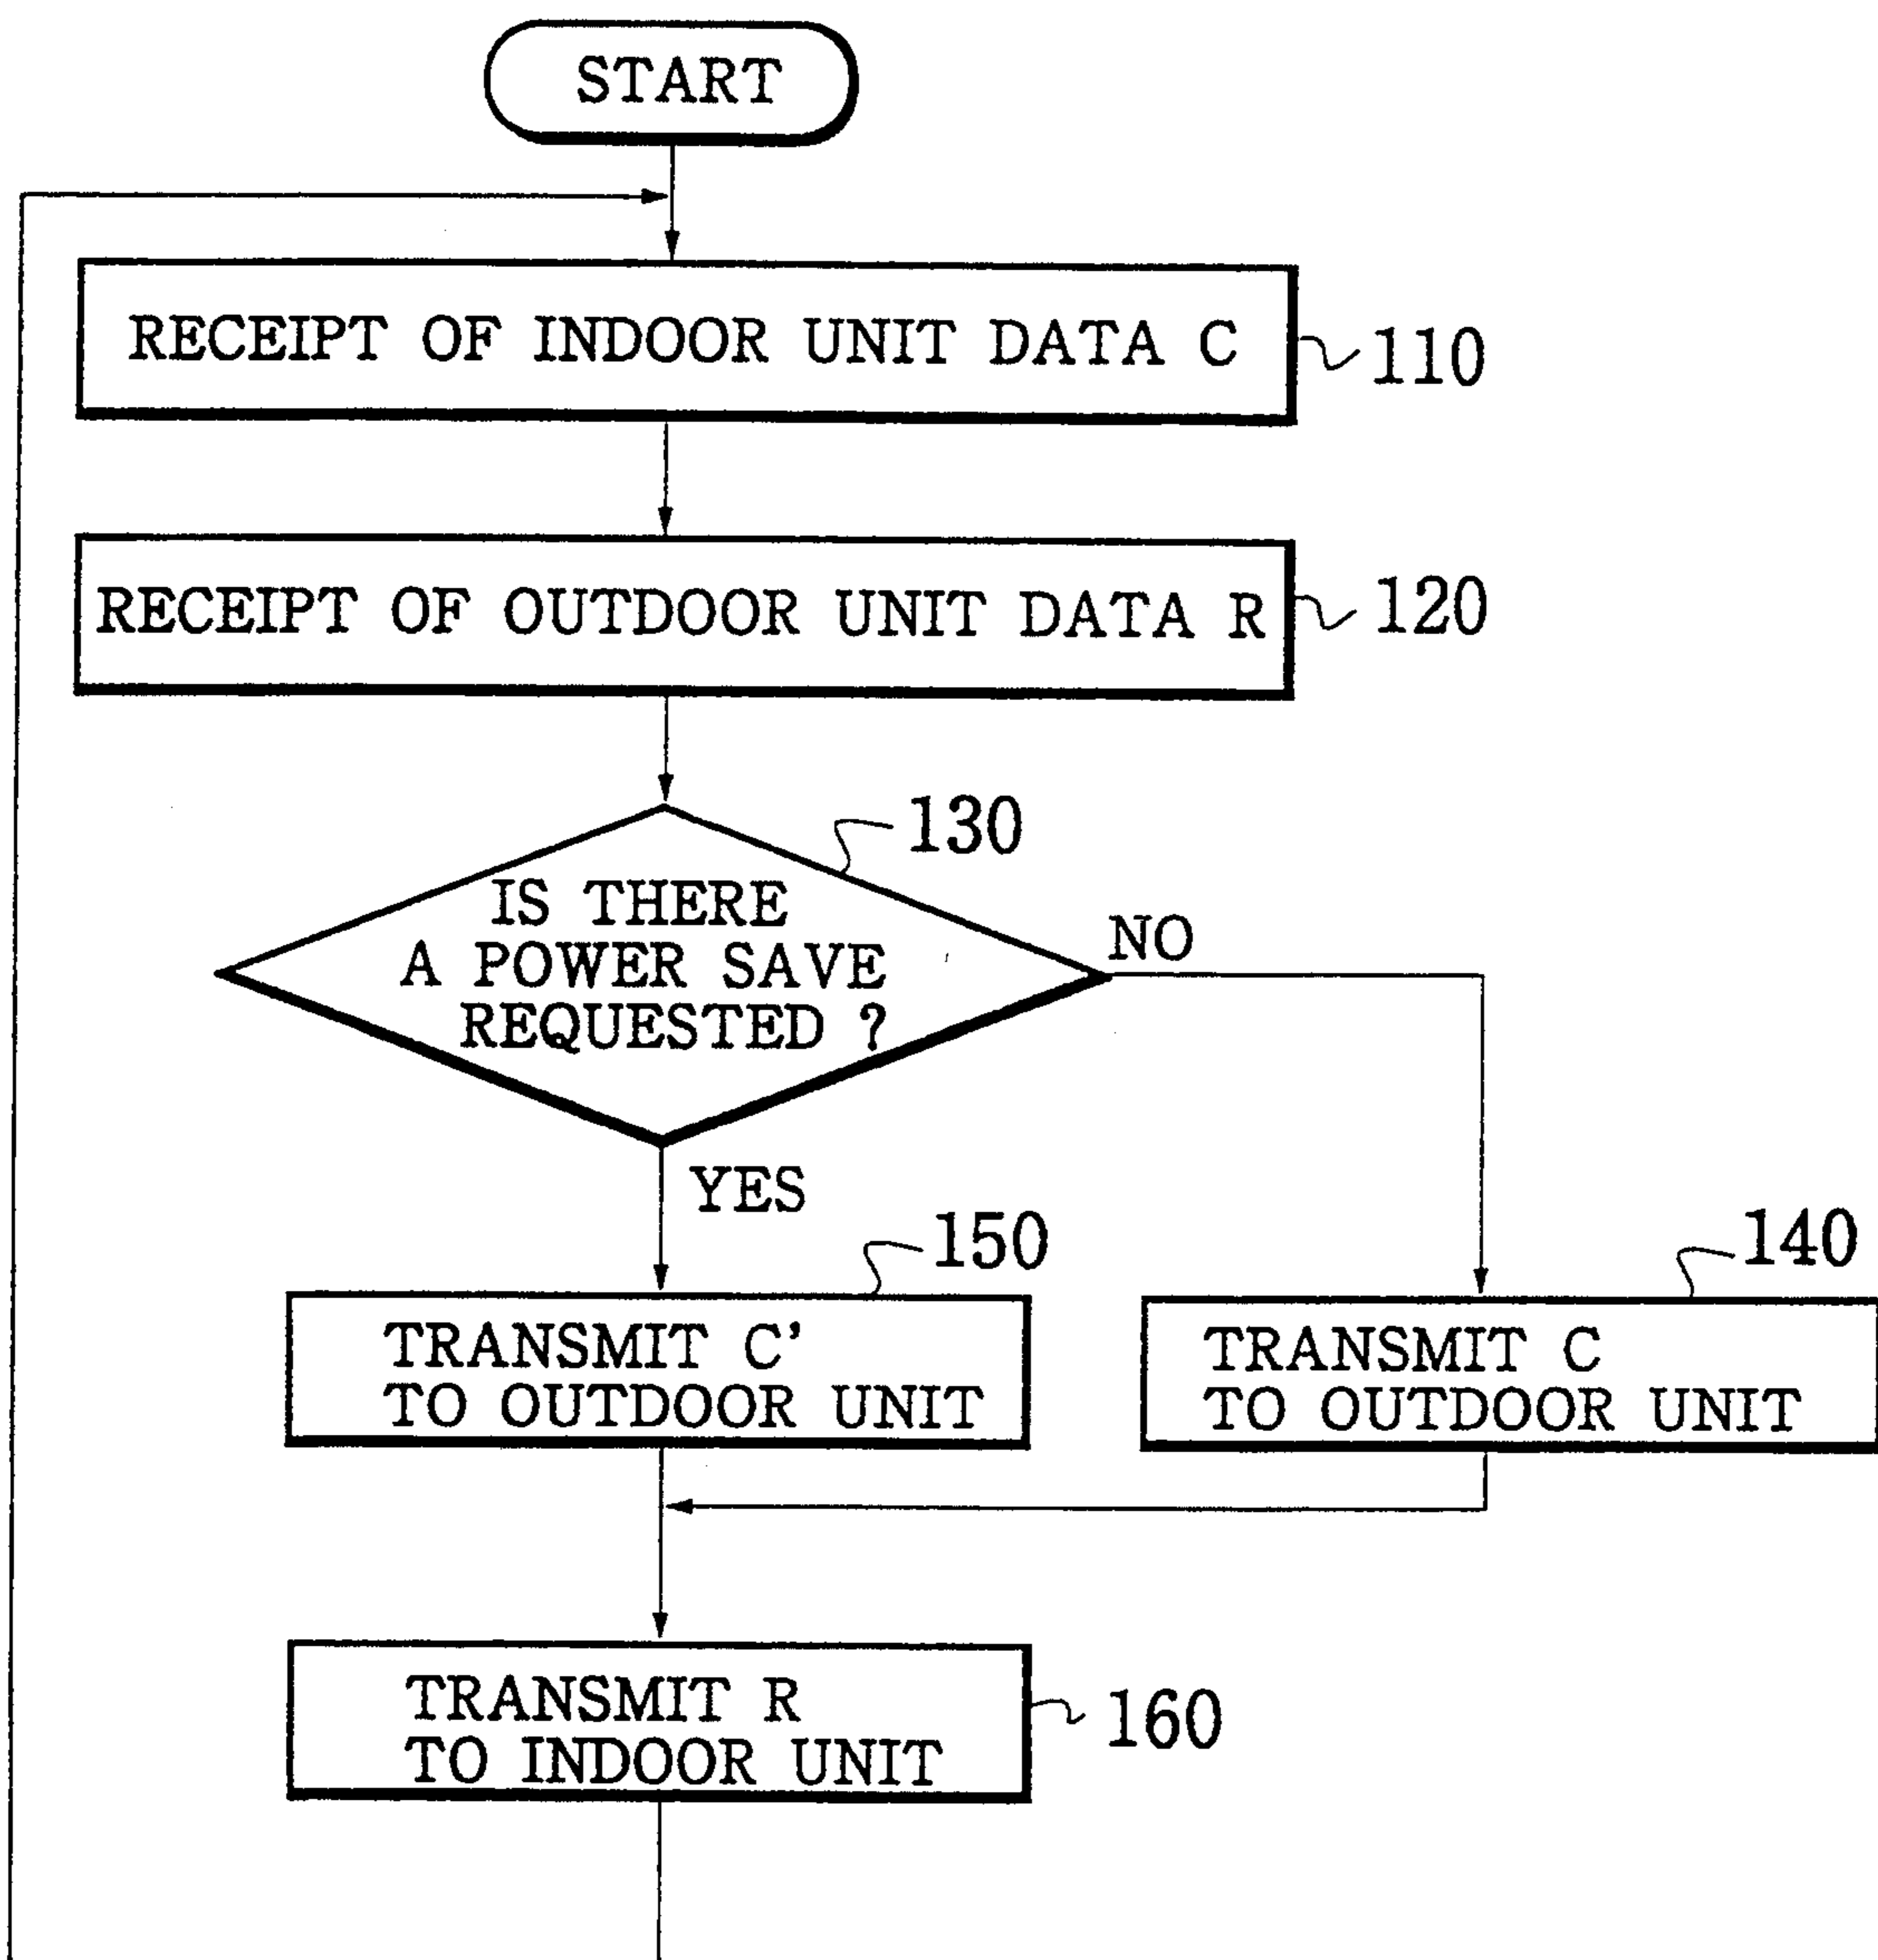 START
RECEIPT OF INDOOR UNIT DATA C
110
RECEIPT OF OUTDOOR UNIT DATA R
120
130
IS THERE
A POWER SAVE
REQUESTED ?
NO
YES
150
140
TRANSMIT C'
TO OUTDOOR UNIT
TRANSMIT C
TO OUTDOOR UNIT
TRANSMIT R
TO INDOOR UNIT
160